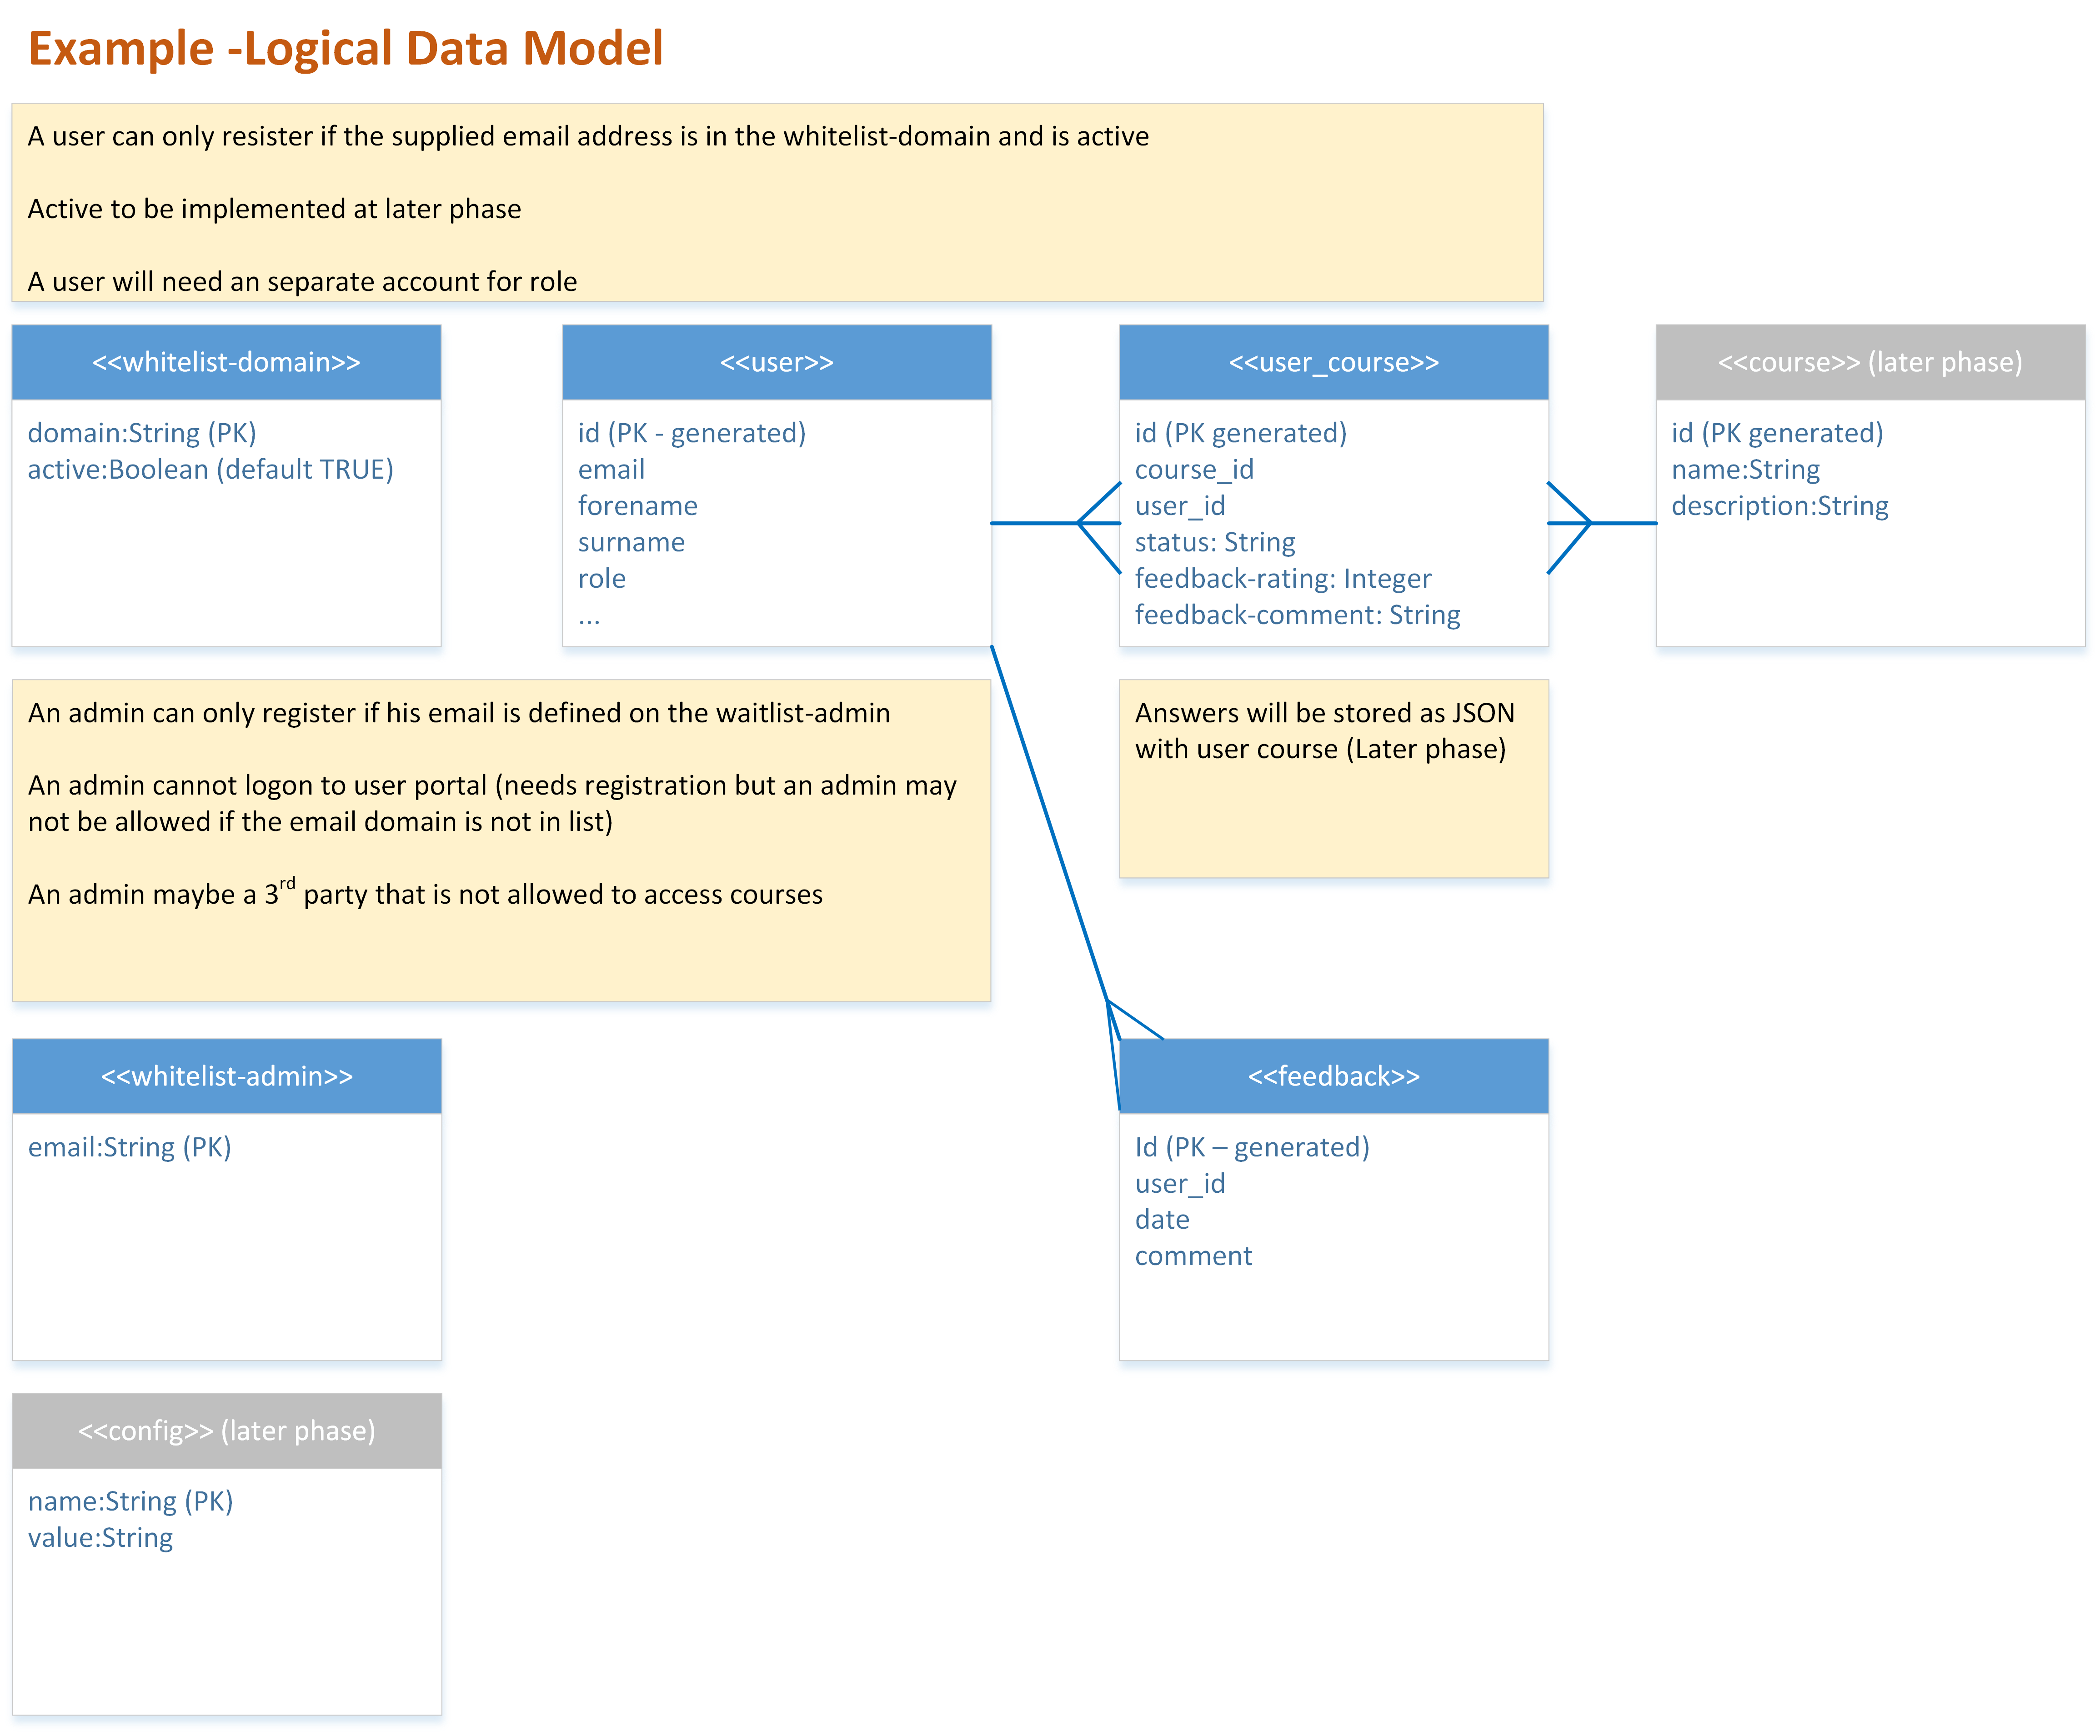 Example -Logical Data Model
A user can only resister if the supplied email address is in the whitelist-domain and is active
Active to be implemented at later phase
A user will need an separate account for role
<<whitelist-domain>>
domain:String (PK)
active:Boolean (default TRUE)
<<user>>
id (PK - generated)
email
forename
surname
role
...
<<user_course>>
id (PK generated)
course_id
user_id
status: String
feedback-rating: Integer
feedback-comment: String
<<course>> (later phase)
id (PK generated)
name:String
description:String
An admin can only register if his email is defined on the waitlist-admin
An admin cannot logon to user portal (needs registration but an admin may
not be allowed if the email domain is not in list)
An admin maybe a 3rd party that is not allowed to access courses
Answers will be stored as JSON
with user course (Later phase)
<<whitelist-admin>>
email:String (PK)
<<feedback>>
Id (PK – generated)
user_id
date
comment
<<config>> (later phase)
name:String (PK)
value:String